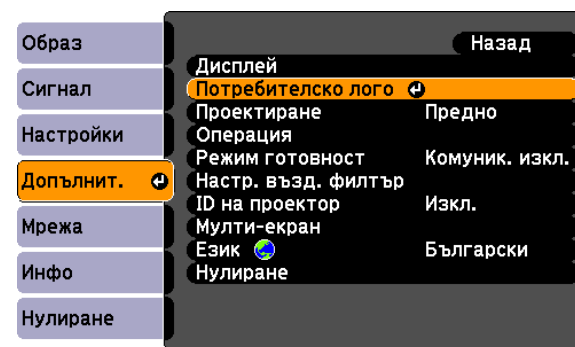 Образ
Сигнал
Настройки
Допълнит.
Мрежа
Инфо
Нулиране
Назад
Дисплей
Потребителско лого
Проектиране Предно
Операция
Режим готовност Комуник. изкл.
Настр. възд. филтър
ID на проектор Изкл.
Мулти-екран
Език Български
Нулиране